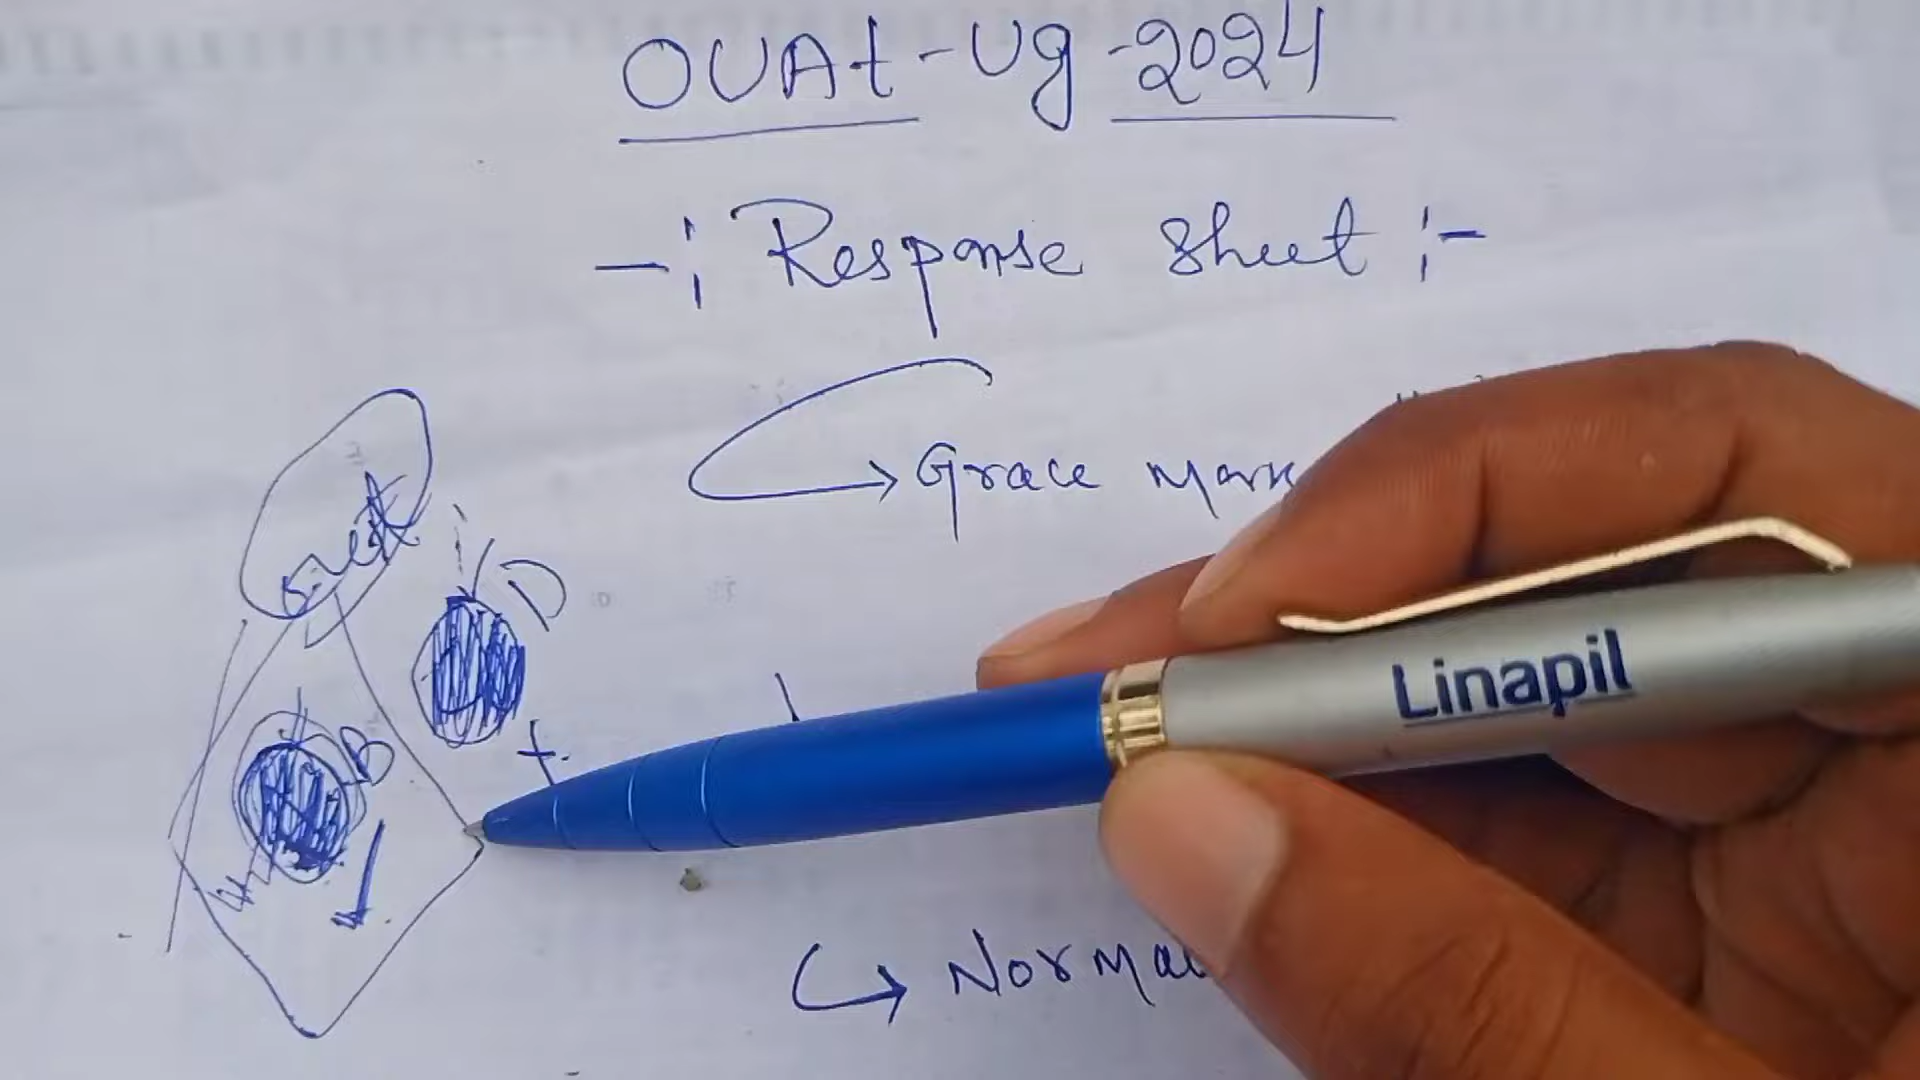 OUAt-Ug-2024
-: Response Sheet :-
→ Grace Mark
D
Linapil
B
→ Normal